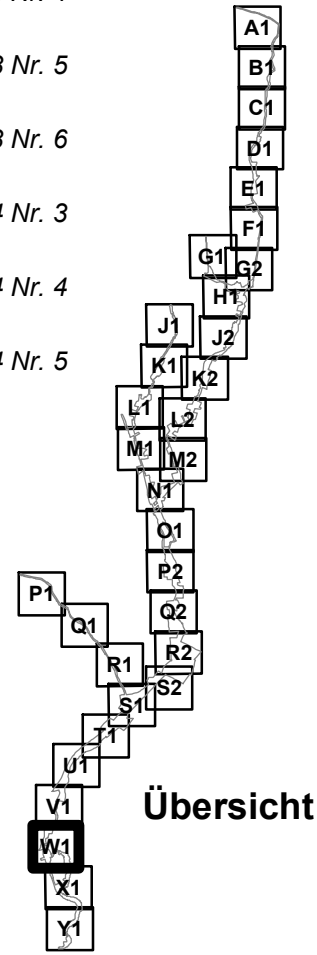 A1
B1
Nr. 5
C1
Nr. 6
D1
E1
Nr. 3
F1
G1
G2
Nr. 4
H1
J1
J2
Nr. 5
K1
K2
L1
L2
M1
M2
N1
O1
P2
P1
Q2
Q1
R2
R1
S2
S1
T1
U1
V1
Übersicht
W1
X1
Y1